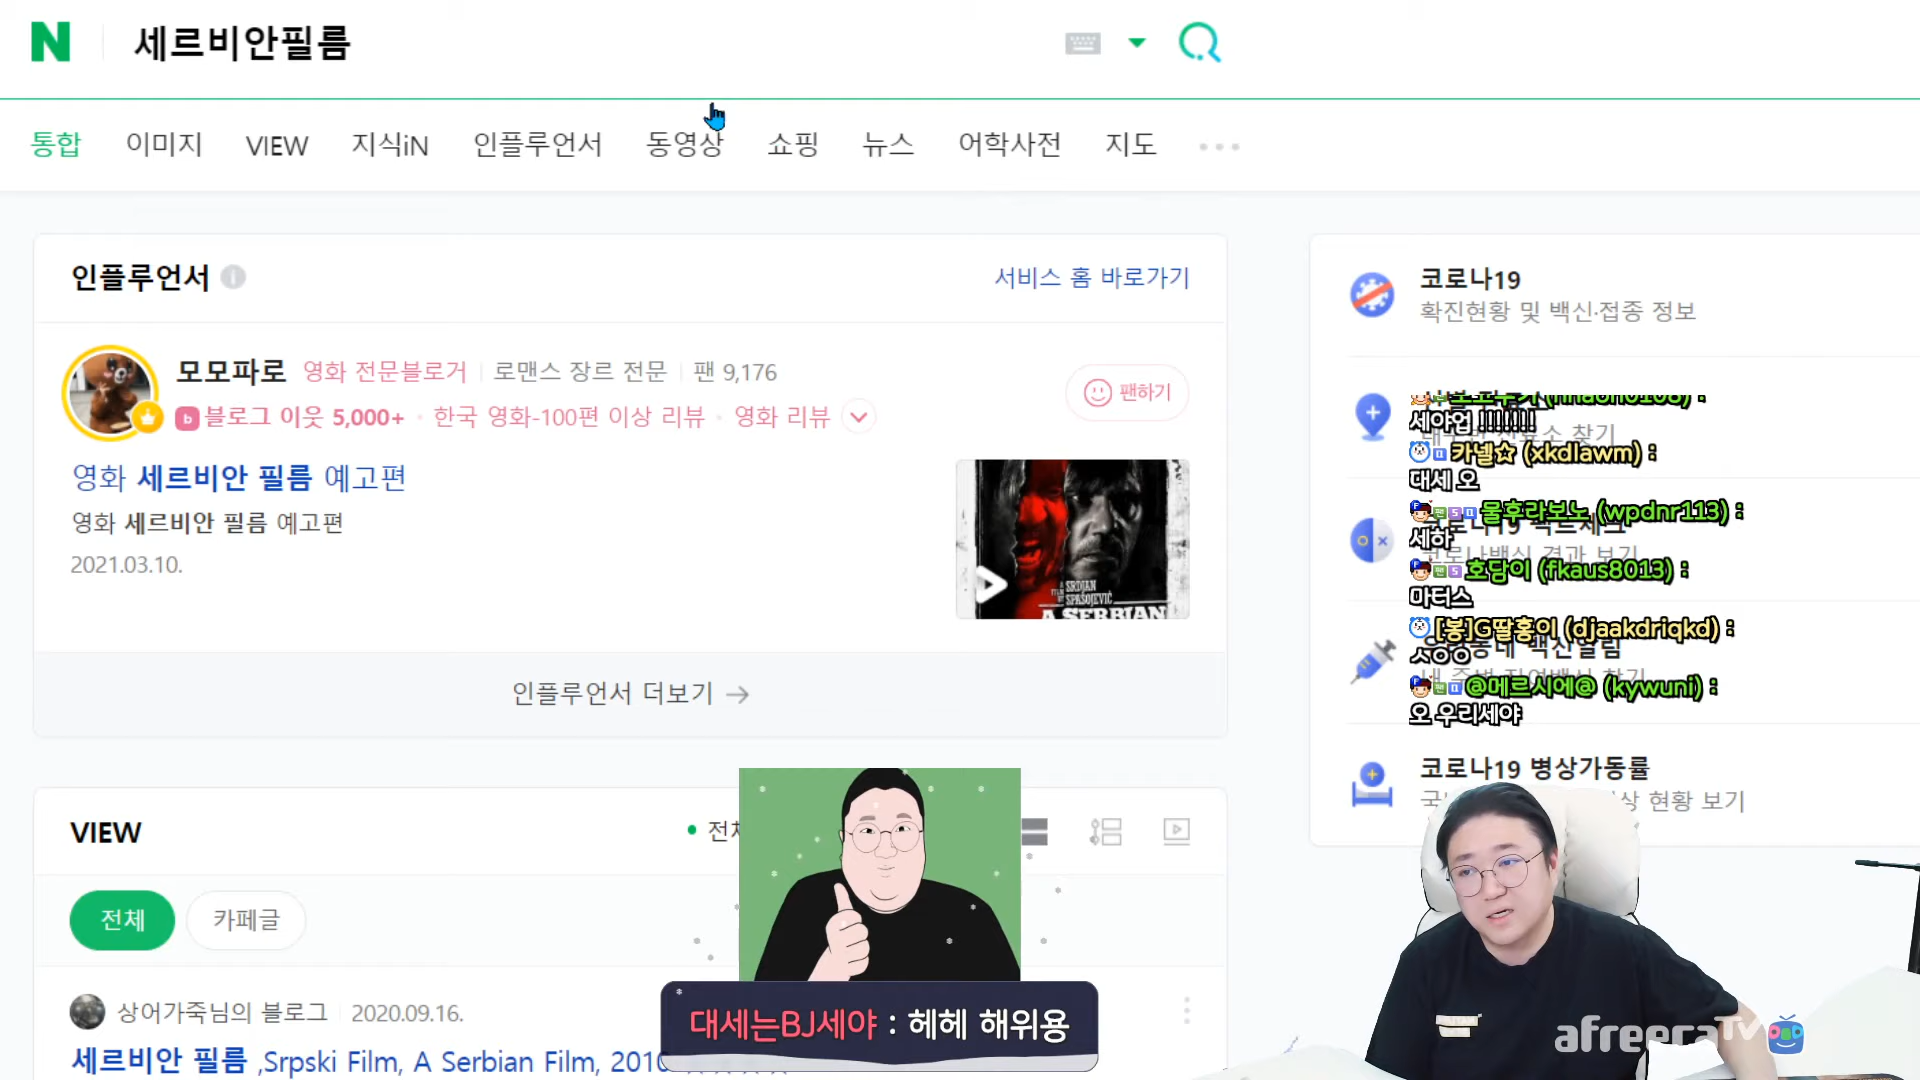 N 세르비안필름
통합 이미지 VIEW 지식iN 인플루언서 동영상 쇼핑 뉴스 어학사전 지도
인플루언서 서비스 홈 바로가기
모모파로 영화 전문블로거 로맨스 장르 전문 팬 9,176
블로그 이웃 5,000+ · 한국 영화-100편 이상 리뷰 · 영화 리뷰
팬하기
영화 세르비안 필름 예고편
영화 세르비안 필름 예고편
2021.03.10.
SRDJAN
SPASOJEVIC
A SERBIAN
인플루언서 더보기
VIEW
전체 카페글
상어가죽님의 블로그 2020.09.16.
세르비안 필름 ,Srpski Film, A Serbian Film, 2010
대세는BJ세야 : 헤헤 해위용
코로나19
확진현황 및 백신·접종 정보
세야업 !!!!!!!
카넬☆ (xkdlawm) :
대세 오
물후라보노 (wpdnr113) :
세하
호담이 (fkaus8013) :
마터스
[봉]G딸홍이 (djaakdriqkd) :
ㅅㅇㅇ
@메르시에@ (kywuni) :
오 우리세야
코로나19 병상가동률
현황 보기
afreecaTV